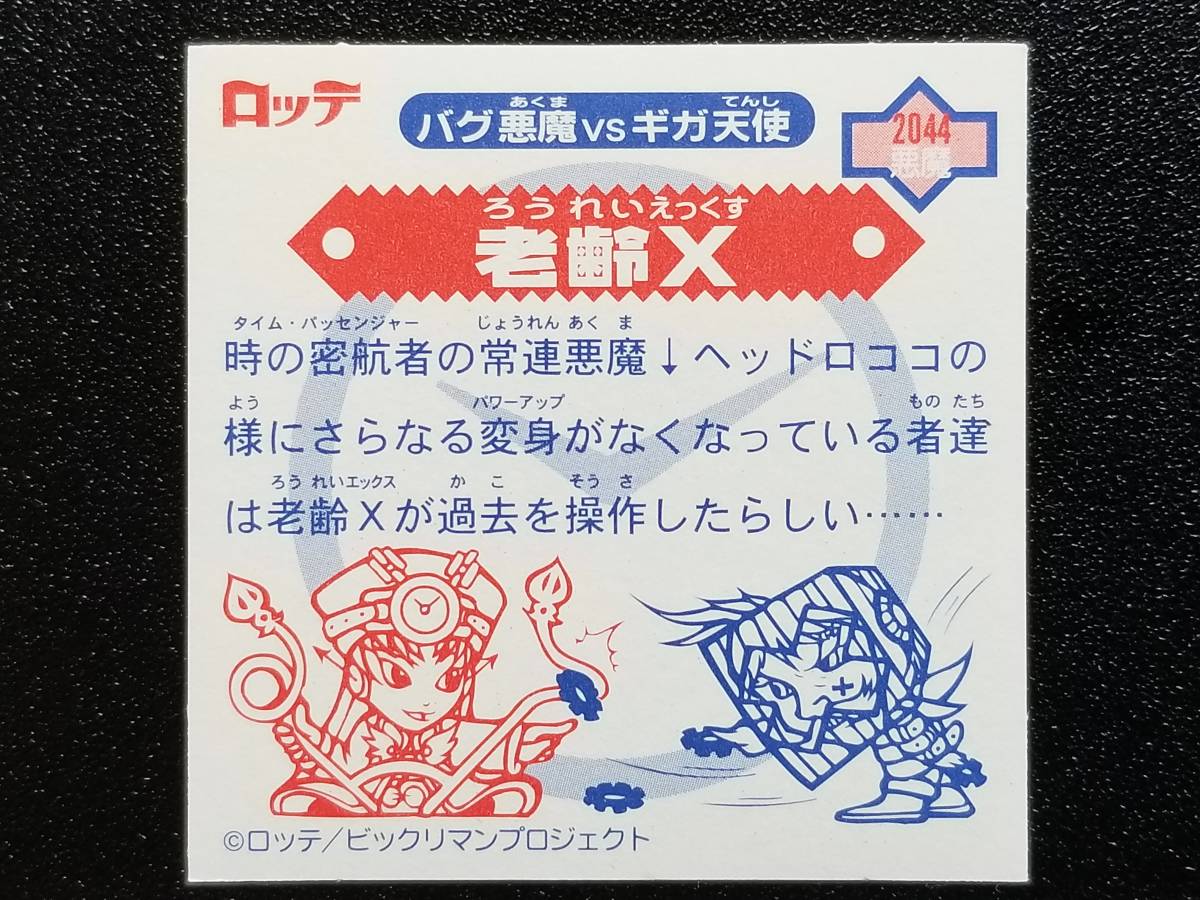 ロッテ
あくま てんし
バグ悪魔vsギガ天使
2044
悪魔
ろうれいえっくす
老齢X
タイム・パッセンジャー じょうれん あくま
時の密航者の常連悪魔↓ヘッドロココの
よう パワーアップ もの たち
様にさらなる変身がなくなっている者達
ろうれいエックス かこ そうさ
は老齢Xが過去を操作したらしい……
©ロッテ/ビックリマンプロジェクト